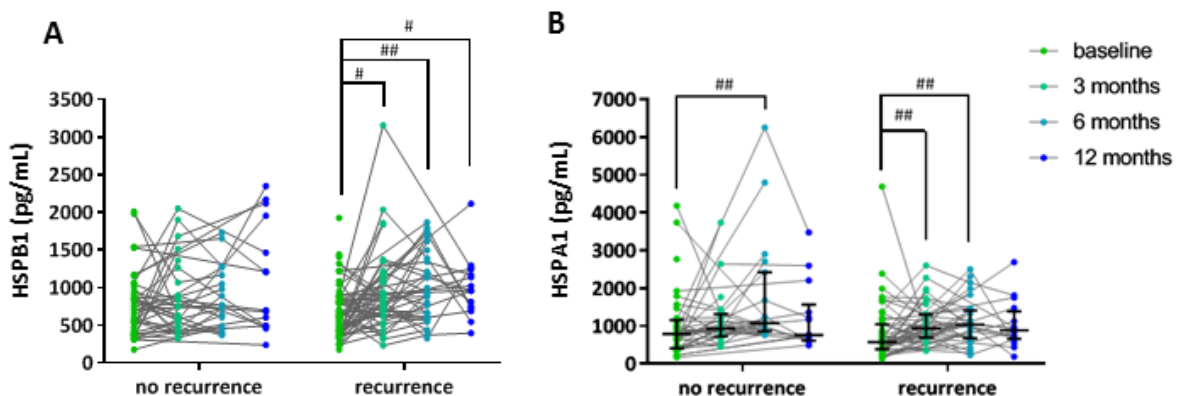 A
HSPB1 (pg/mL)
3500
3000
2500
2000
1500
1000
500
0
#
##
#
no recurrence
recurrence
B
HSPA1 (pg/mL)
7000
6000
5000
4000
3000
2000
1000
0
##
##
##
no recurrence
recurrence
baseline
3 months
6 months
12 months